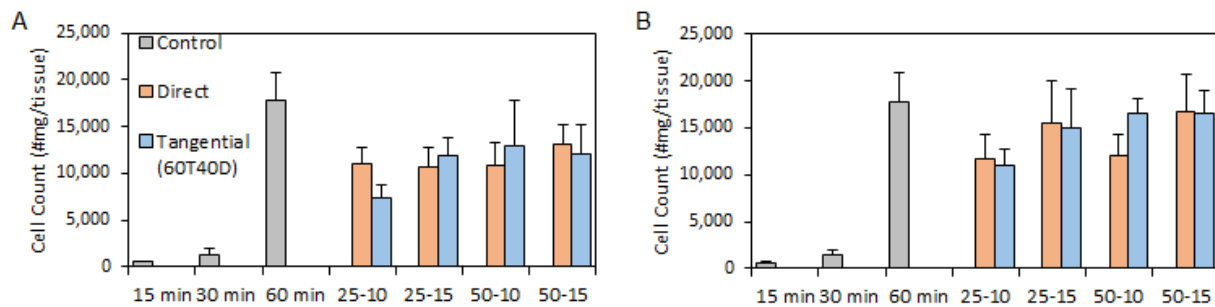 A
25,000
20,000
15,000
10,000
5,000
0
Cell Count (#mg/tissue)
Control
Direct
Tangential
(60T40D)
15 min 30 min 60 min 25-10 25-15 50-10 50-15
B
25,000
20,000
15,000
10,000
5,000
0
Cell Count (#mg/tissue)
15 min 30 min 60 min 25-10 25-15 50-10 50-15